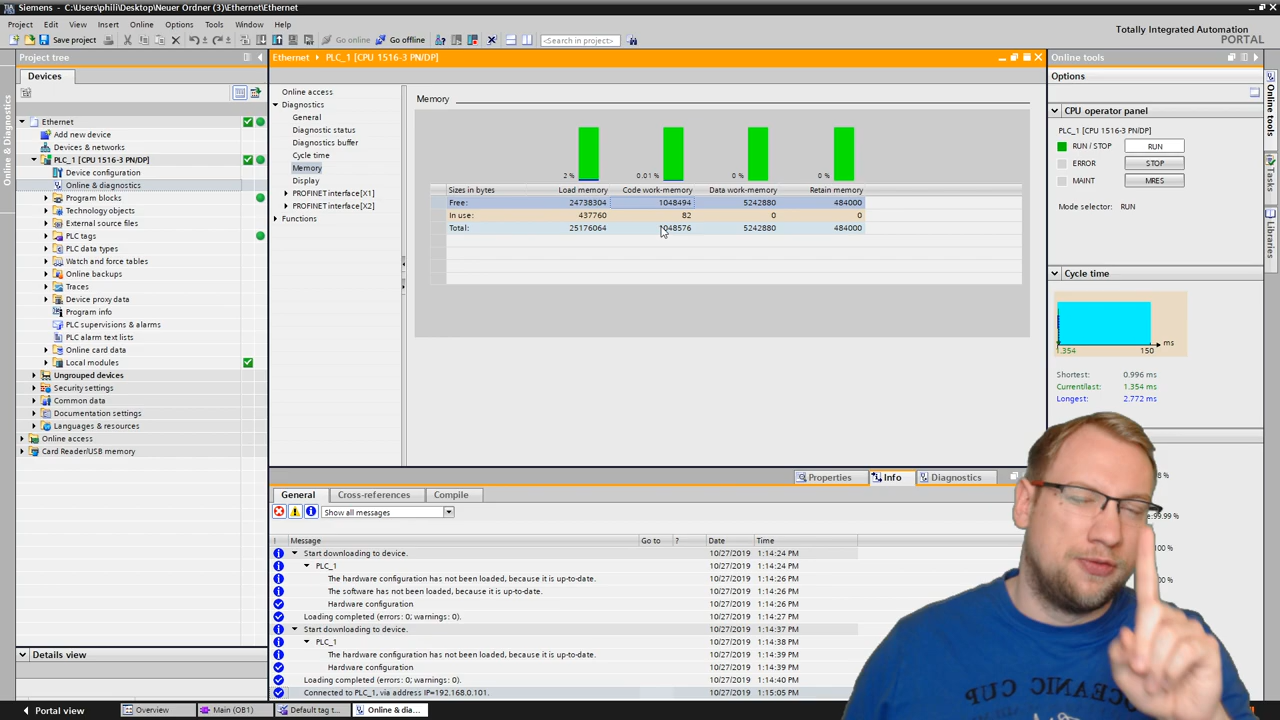 Siemens - C:\Users\phili\Desktop\Neuer Ordner (3)\Ethernet\Ethernet
Project Edit View Insert Online Options Tools Window Help
Totally Integrated Automation
PORTAL
Save project Go online Go offline <Search in project>
Project tree
Ethernet PLC_1 [CPU 1516-3 PN/DP]
Online tools
Devices
Options
Ethernet
Add new device
Devices & networks
PLC_1 [CPU 1516-3 PN/DP]
Device configuration
Online & diagnostics
Program blocks
Technology objects
External source files
PLC tags
PLC data types
Watch and force tables
Online backups
Traces
Device proxy data
Program info
PLC supervisions & alarms
PLC alarm text lists
Online card data
Local modules
Ungrouped devices
Security settings
Common data
Documentation settings
Languages & resources
Online access
Card Reader/USB memory
Details view
Online & Diagnostics
Online access
Diagnostics
General
Diagnostic status
Diagnostics buffer
Cycle time
Memory
Display
PROFINET interface[X1]
PROFINET interface[X2]
Functions
Memory
2 % 0.01 % 0 % 0 %
Sizes in bytes Load memory Code work-memory Data work-memory Retain memory
Free: 24738304 1048494 5242880 484000
In use: 437760 82 0 0
Total: 25176064 1048576 5242880 484000
CPU operator panel
PLC_1 [CPU 1516-3 PN/DP]
RUN / STOP RUN
ERROR STOP
MAINT MRES
Mode selector: RUN
Cycle time
ms
1.354 150
Shortest: 0.996 ms
Current/last: 1.354 ms
Longest: 2.772 ms
Online tools
Tasks
Libraries
Properties Info Diagnostics
General Cross-references Compile
Show all messages
! Message Go to ? Date Time
Start downloading to device. 10/27/2019 1:14:24 PM
PLC_1 10/27/2019 1:14:24 PM
The hardware configuration has not been loaded, because it is up-to-date. 10/27/2019 1:14:26 PM
The software has not been loaded, because it is up-to-date. 10/27/2019 1:14:26 PM
Hardware configuration 10/27/2019 1:14:26 PM
Loading completed (errors: 0; warnings: 0). 10/27/2019 1:14:27 PM
Start downloading to device. 10/27/2019 1:14:37 PM
PLC_1 10/27/2019 1:14:38 PM
The hardware configuration has not been loaded, because it is up-to-date. 10/27/2019 1:14:39 PM
Hardware configuration 10/27/2019 1:14:39 PM
Loading completed (errors: 0; warnings: 0). 10/27/2019 1:14:40 PM
Connected to PLC_1, via address IP=192.168.0.101. 10/27/2019 1:15:05 PM
99.99 %
100 %
OCEANIC CUP
Portal view Overview Main (OB1) Default tag t... Online & dia...